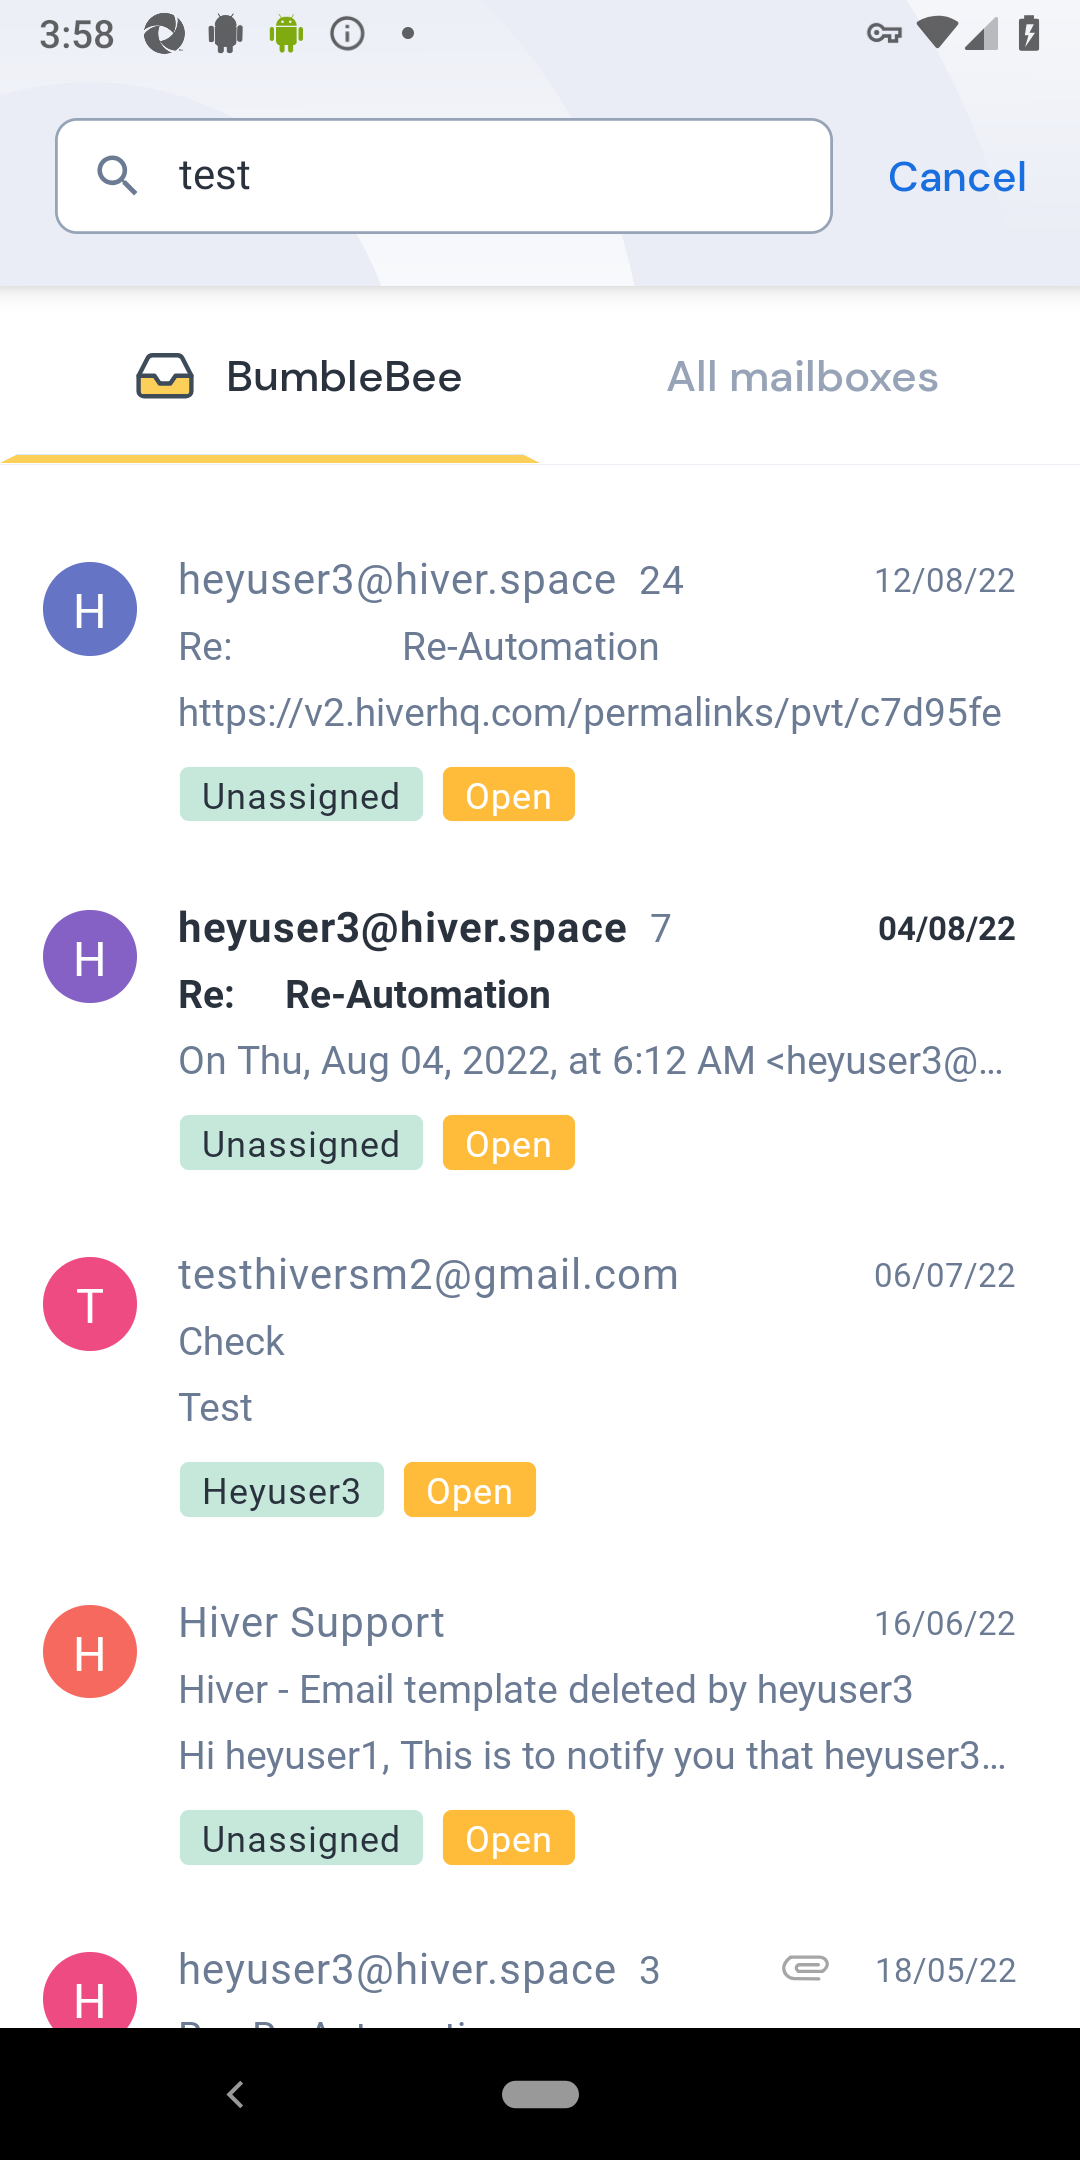 3:58
test
Cancel
BumbleBee
All mailboxes
H
heyuser3@hiver.space 24
12/08/22
Re: Re-Automation
https://v2.hiverhq.com/permalinks/pvt/c7d95fe
Unassigned
Open
H
heyuser3@hiver.space 7
04/08/22
Re: Re-Automation
On Thu, Aug 04, 2022, at 6:12 AM <heyuser3@...
Unassigned
Open
T
testhiversm2@gmail.com
06/07/22
Check
Test
Heyuser3
Open
H
Hiver Support
16/06/22
Hiver - Email template deleted by heyuser3
Hi heyuser1, This is to notify you that heyuser3...
Unassigned
Open
H
heyuser3@hiver.space 3
18/05/22